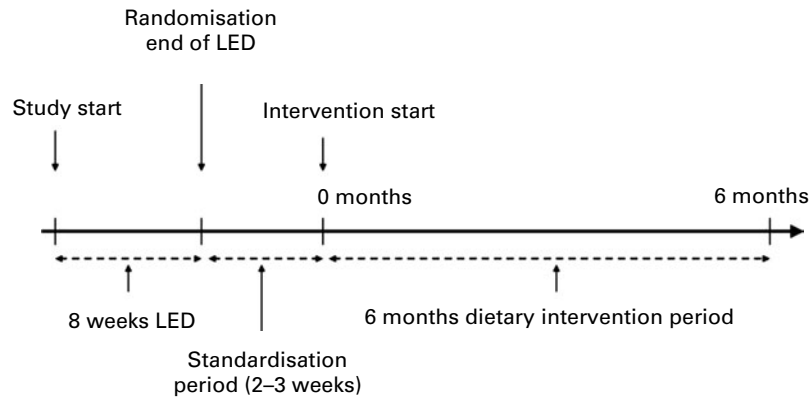 Randomisation
end of LED
Study start
Intervention start
0 months
6 months
8 weeks LED
6 months dietary intervention period
Standardisation
period (2–3 weeks)